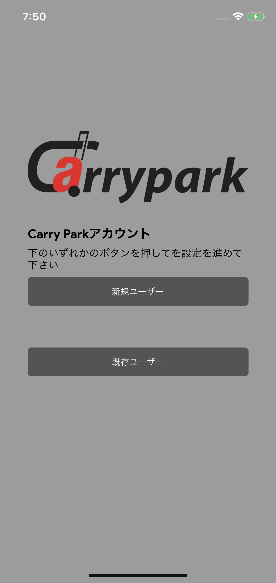 7:50
Carrypark
Carry Parkアカウント
下のいずれかのボタンを押してを設定を進めて
下さい
新規ユーザー
既存ユーザー